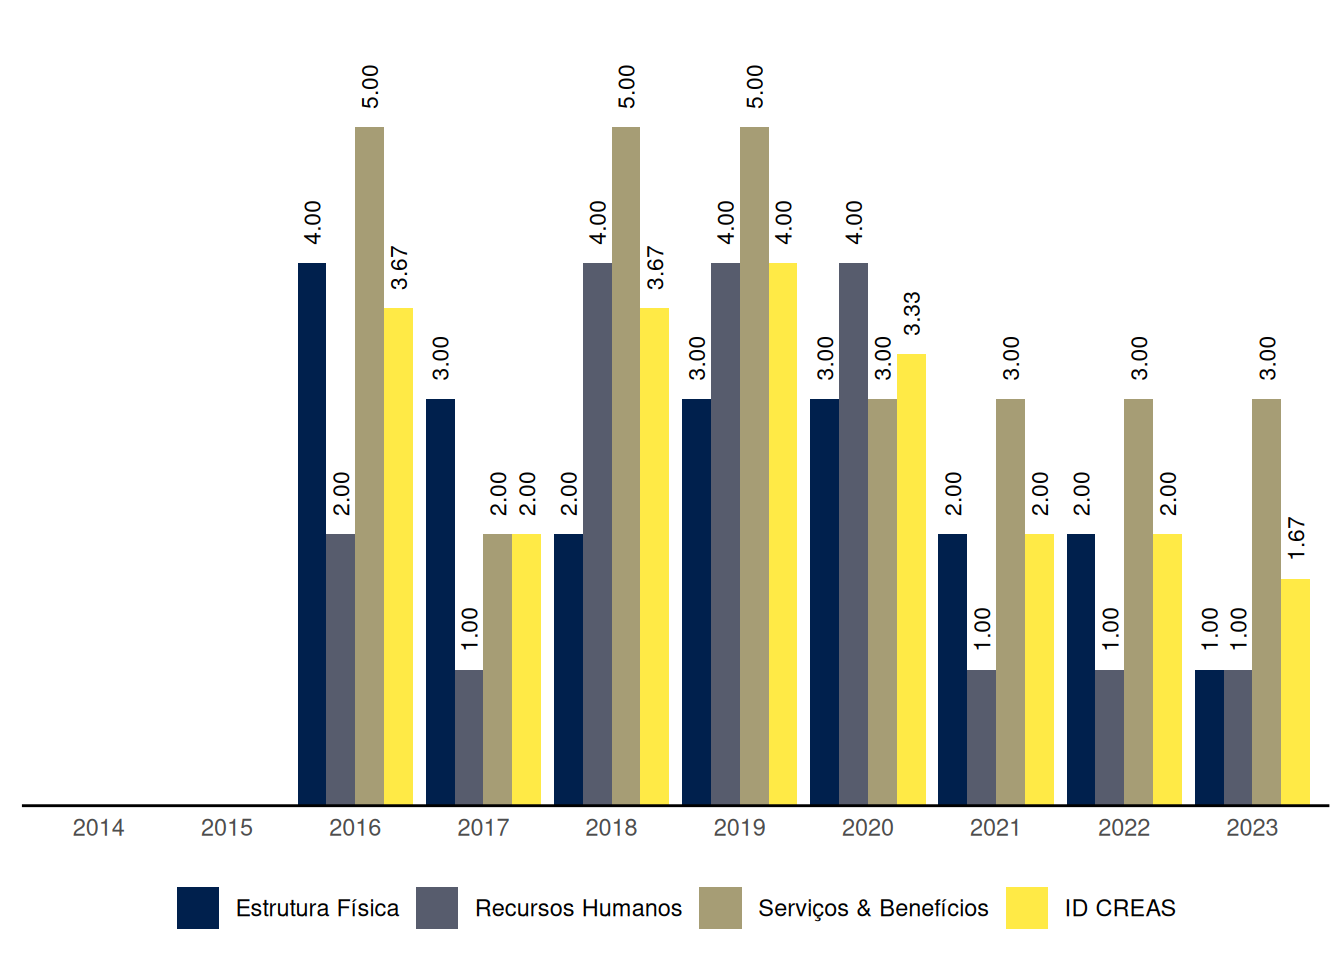 5.00 5.00 5.00
4.00 4.00 4.00 4.00 4.00
3.67 3.67
3.33
3.00 3.00 3.00 3.00 3.00 3.00 3.00
2.00 2.00 2.00 2.00 2.00 2.00 2.00 2.00
1.67
1.00 1.00 1.00 1.00 1.00
2014 2015 2016 2017 2018 2019 2020 2021 2022 2023
Estrutura Física Recursos Humanos Serviços & Benefícios ID CREAS